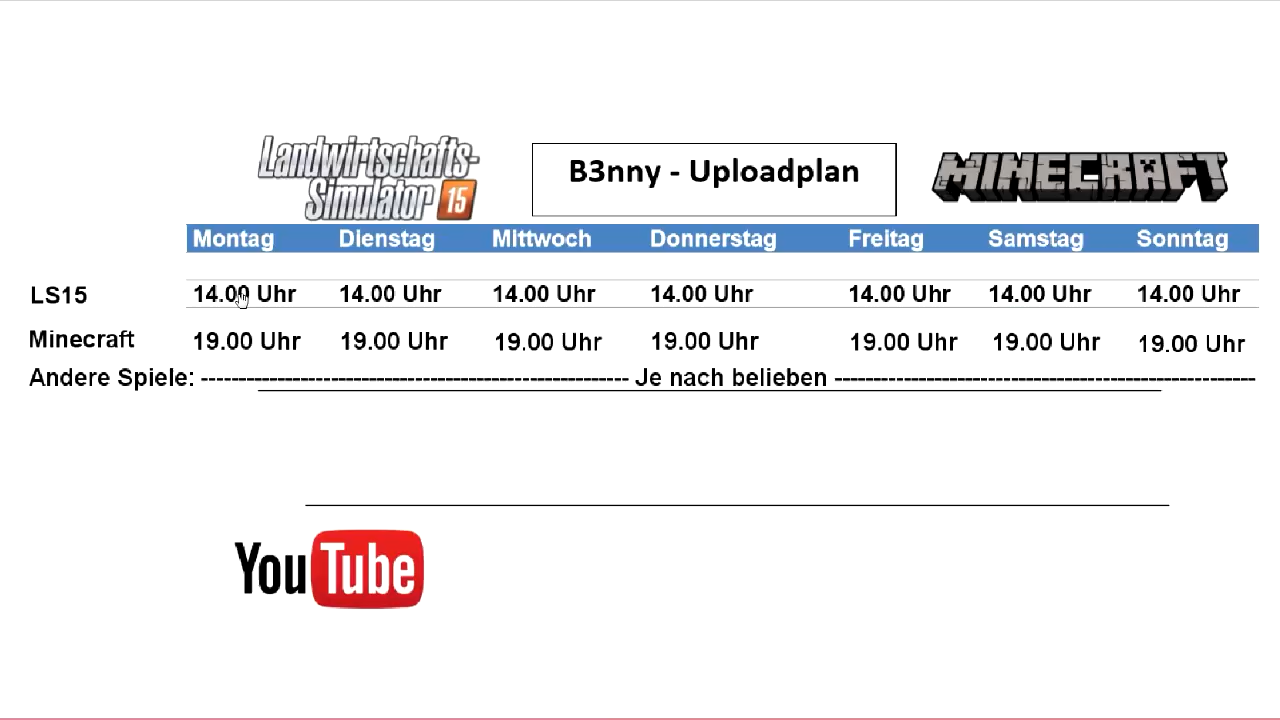 Landwirtschafts-
Simulator 15
B3nny - Uploadplan
MINECRAFT
Montag Dienstag Mittwoch Donnerstag Freitag Samstag Sonntag
LS15 14.00 Uhr 14.00 Uhr 14.00 Uhr 14.00 Uhr 14.00 Uhr 14.00 Uhr 14.00 Uhr
Minecraft 19.00 Uhr 19.00 Uhr 19.00 Uhr 19.00 Uhr 19.00 Uhr 19.00 Uhr 19.00 Uhr
Andere Spiele: ------------------------------------------------------- Je nach belieben -------------------------------------------------------
YouTube